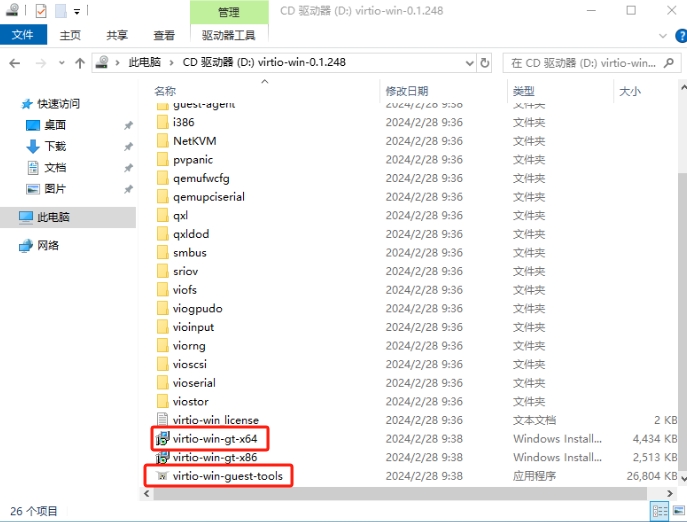 管理
CD 驱动器 (D:) virtio-win-0.1.248
文件 主页 共享 查看 驱动器工具
此电脑 CD 驱动器 (D:) virtio-win-0.1.248
在 CD 驱动器 (D:) virtio-win...
快速访问
桌面
下载
文档
图片
此电脑
网络
名称 修改日期 类型 大小
guest-agent 2024/2/28 9:38 文件夹
i386 2024/2/28 9:36 文件夹
NetKVM 2024/2/28 9:36 文件夹
pvpanic 2024/2/28 9:36 文件夹
qemufwcfg 2024/2/28 9:36 文件夹
qemupciserial 2024/2/28 9:36 文件夹
qxl 2024/2/28 9:36 文件夹
qxldod 2024/2/28 9:36 文件夹
smbus 2024/2/28 9:36 文件夹
sriov 2024/2/28 9:36 文件夹
viofs 2024/2/28 9:36 文件夹
viogpudo 2024/2/28 9:36 文件夹
vioinput 2024/2/28 9:36 文件夹
viorng 2024/2/28 9:36 文件夹
vioscsi 2024/2/28 9:36 文件夹
vioserial 2024/2/28 9:36 文件夹
viostor 2024/2/28 9:36 文件夹
virtio-win_license 2024/2/28 9:36 文本文档 2 KB
virtio-win-gt-x64 2024/2/28 9:38 Windows Install... 4,434 KB
virtio-win-gt-x86 2024/2/28 9:38 Windows Install... 2,513 KB
virtio-win-guest-tools 2024/2/28 9:38 应用程序 26,804 KB
26 个项目